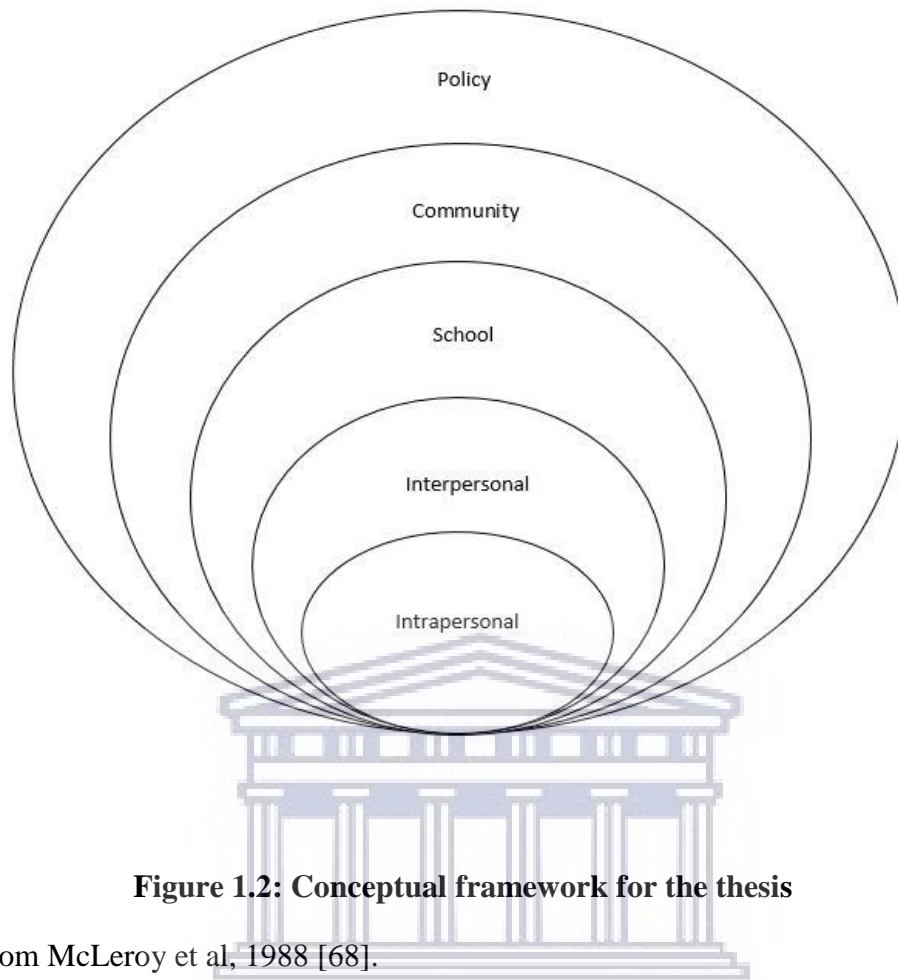 Policy
Community
School
Interpersonal
Intrapersonal
Figure 1.2: Conceptual framework for the thesis
om McLeroy et al, 1988 [68].